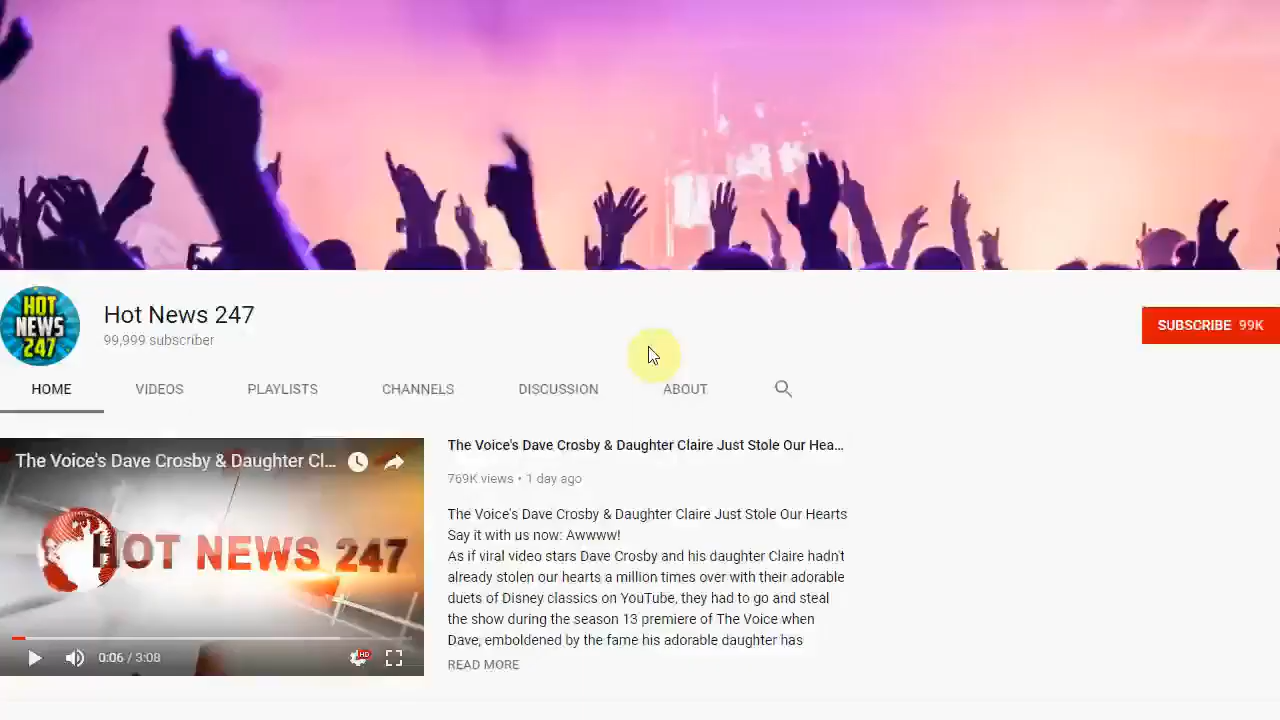 HOT
NEWS
247
Hot News 247
99,999 subscriber
SUBSCRIBE 99K
HOME VIDEOS PLAYLISTS CHANNELS DISCUSSION ABOUT
The Voice's Dave Crosby & Daughter Cl...
HOT NEWS 247
0:06 / 3:08
HD
The Voice's Dave Crosby & Daughter Claire Just Stole Our Hea...
769K views • 1 day ago
The Voice's Dave Crosby & Daughter Claire Just Stole Our Hearts
Say it with us now: Awwww!
As if viral video stars Dave Crosby and his daughter Claire hadn't
already stolen our hearts a million times over with their adorable
duets of Disney classics on YouTube, they had to go and steal
the show during the season 13 premiere of The Voice when
Dave, emboldened by the fame his adorable daughter has
READ MORE